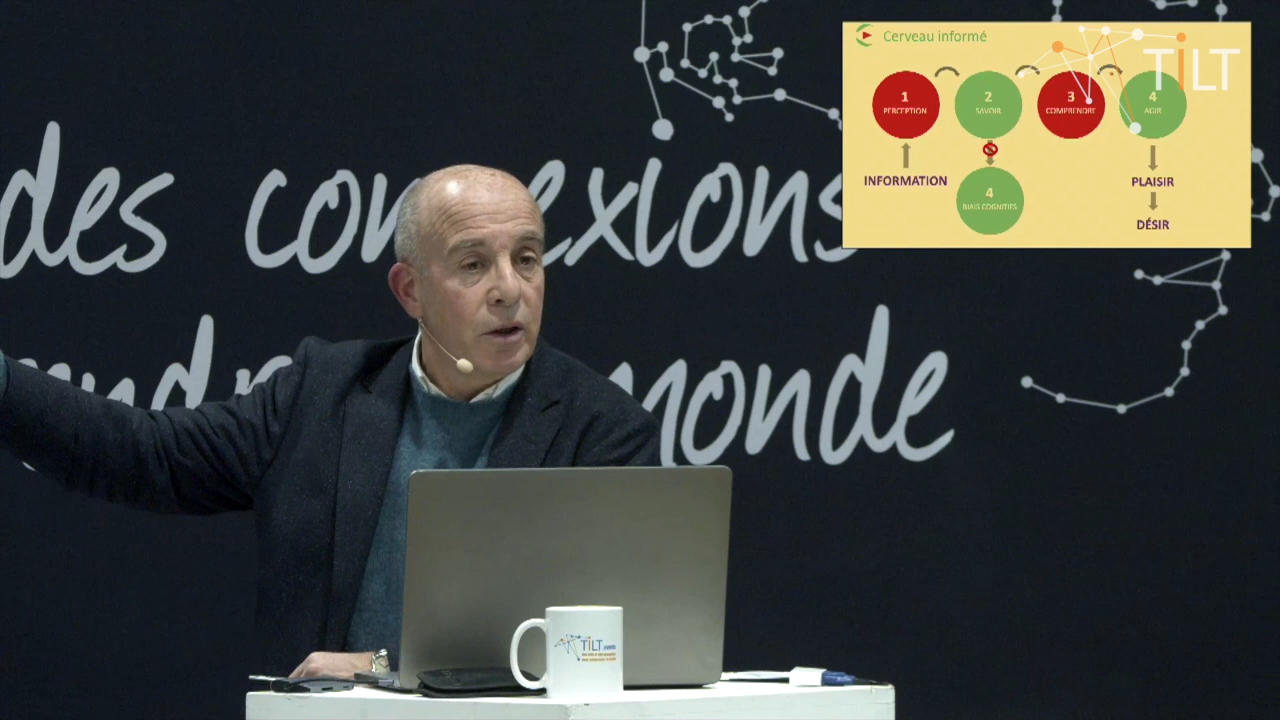 des connexions
monde
Cerveau informé
TiLT
1
PERCEPTION
2
SAVOIR
3
COMPRENDRE
4
AGIR
INFORMATION
4
BIAIS COGNITIFS
PLAISIR
DÉSIR
TiLT